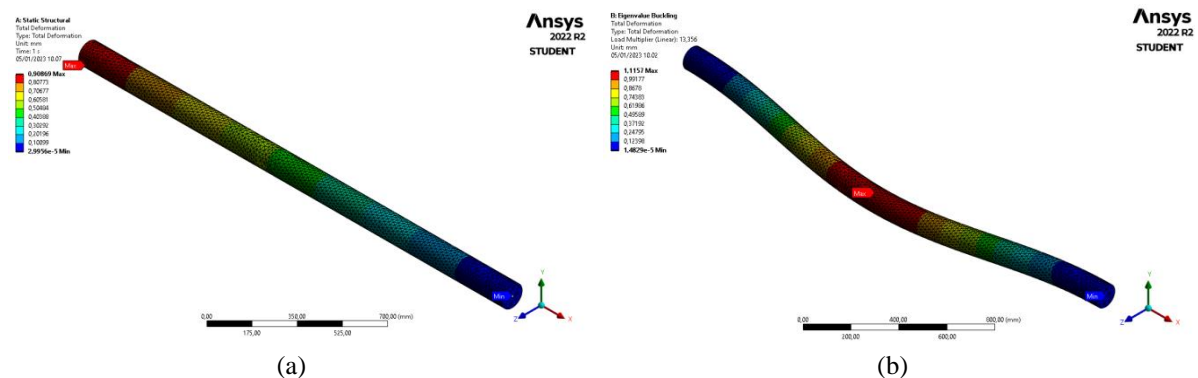 A: Static Structural
Total Deformation
Type: Total Deformation
Unit: mm
Time: 1 s
05/01/2023 10.07
0,90869 Max
0,80773
0,70677
0,60581
0,50484
0,40388
0,30292
0,20196
0,10099
2,9956e-5 Min
Max
Min
Ansys
2022 R2
STUDENT
0,00
350,00
700,00 (mm)
175,00
525,00
Y
Z
X
(a)
B: Eigenvalue Buckling
Total Deformation
Type: Total Deformation
Load Multiplier (Linear): 13,356
Unit: mm
05/01/2023 10.02
1,1157 Max
0,99177
0,8678
0,74383
0,61986
0,49589
0,37192
0,24795
0,12398
1,4829e-5 Min
Max
Min
Ansys
2022 R2
STUDENT
0,00
400,00
800,00 (mm)
200,00
600,00
Y
Z
X
(b)